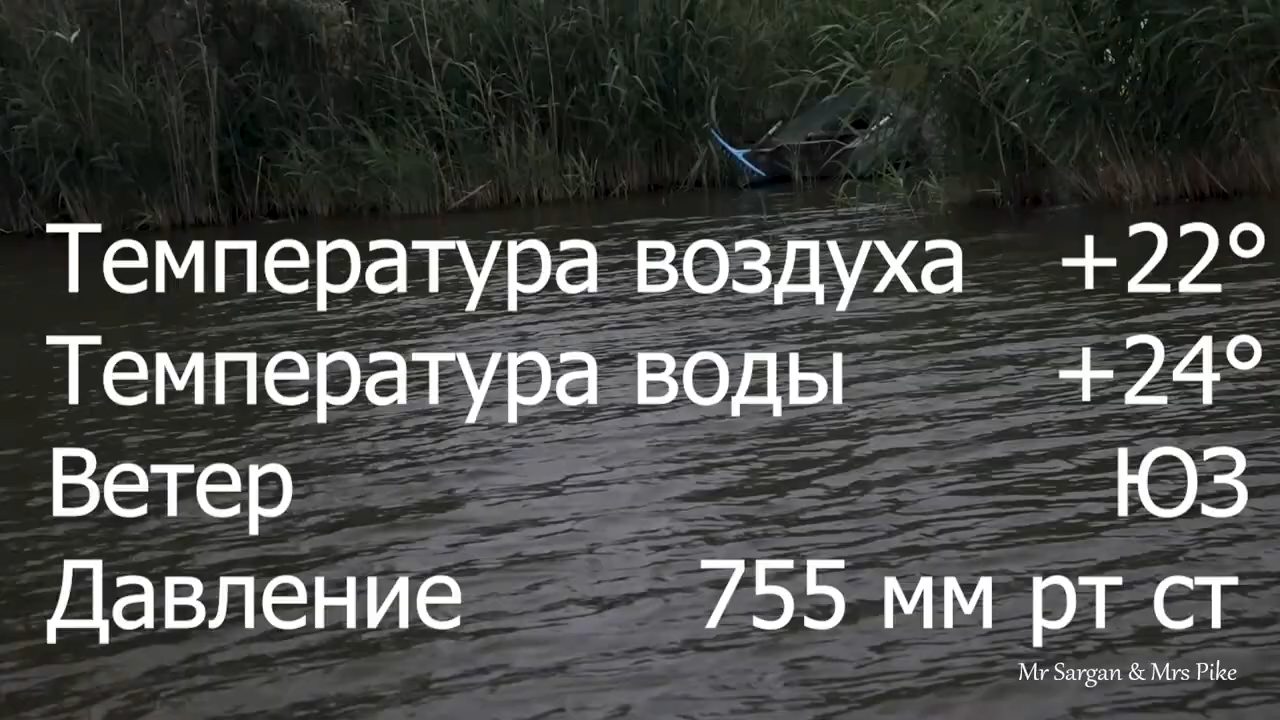 Температура воздуха +22°
Температура воды +24°
Ветер ЮЗ
Давление 755 мм рт ст
Mr Sargan & Mrs Pike